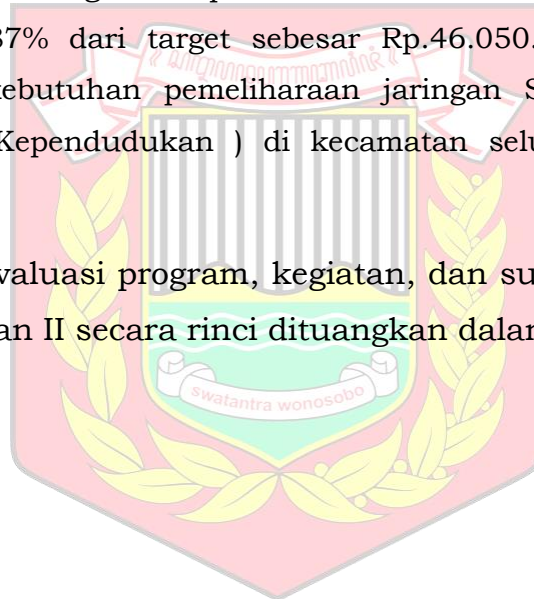 87% dari target sebesar Rp.46.050.
kebutuhan pemeliharaan jaringan S
Kependudukan ) di kecamatan selu
valuasi program, kegiatan, dan su
an II secara rinci dituangkan dalan
swatantra wonosobo